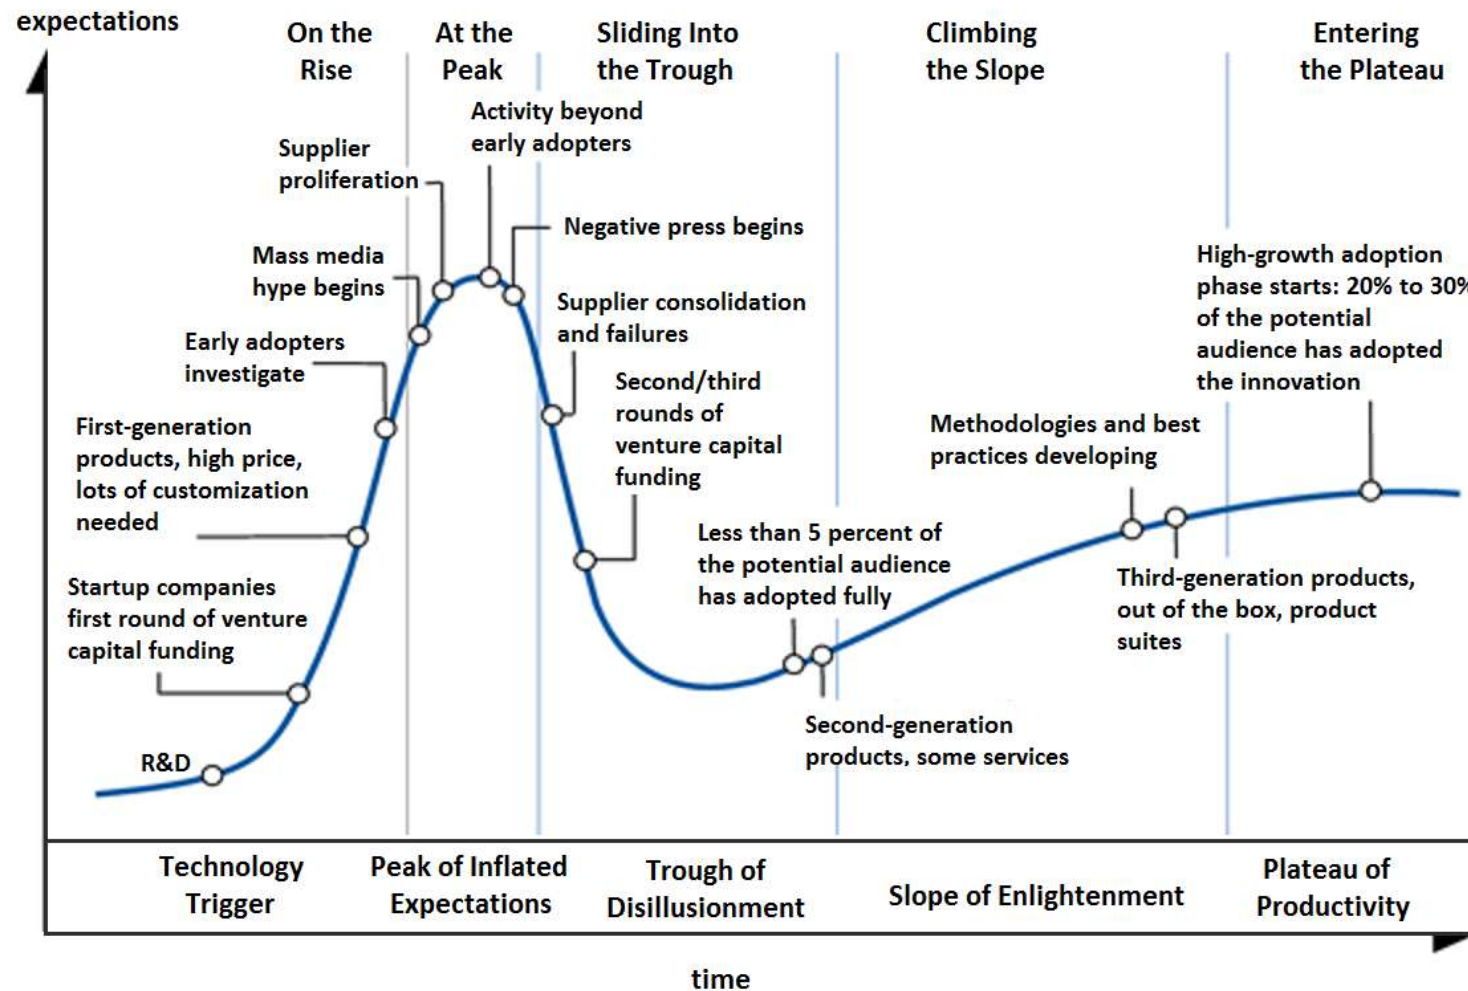 expectations
On the
Rise
At the
Peak
Sliding Into
the Trough
Climbing
the Slope
Entering
the Plateau
Activity beyond
early adopters
Supplier
proliferation
Negative press begins
Mass media
hype begins
High-growth adoption
phase starts: 20% to 30%
of the potential
audience has adopted
the innovation
Supplier consolidation
and failures
Early adopters
investigate
Second/third
rounds of
venture capital
funding
First-generation
products, high price,
lots of customization
needed
Methodologies and best
practices developing
Less than 5 percent of
the potential audience
has adopted fully
Startup companies
first round of venture
capital funding
Third-generation products,
out of the box, product
suites
Second-generation
products, some services
R&D
Technology
Trigger
Peak of Inflated
Expectations
Trough of
Disillusionment
Slope of Enlightenment
Plateau of
Productivity
time